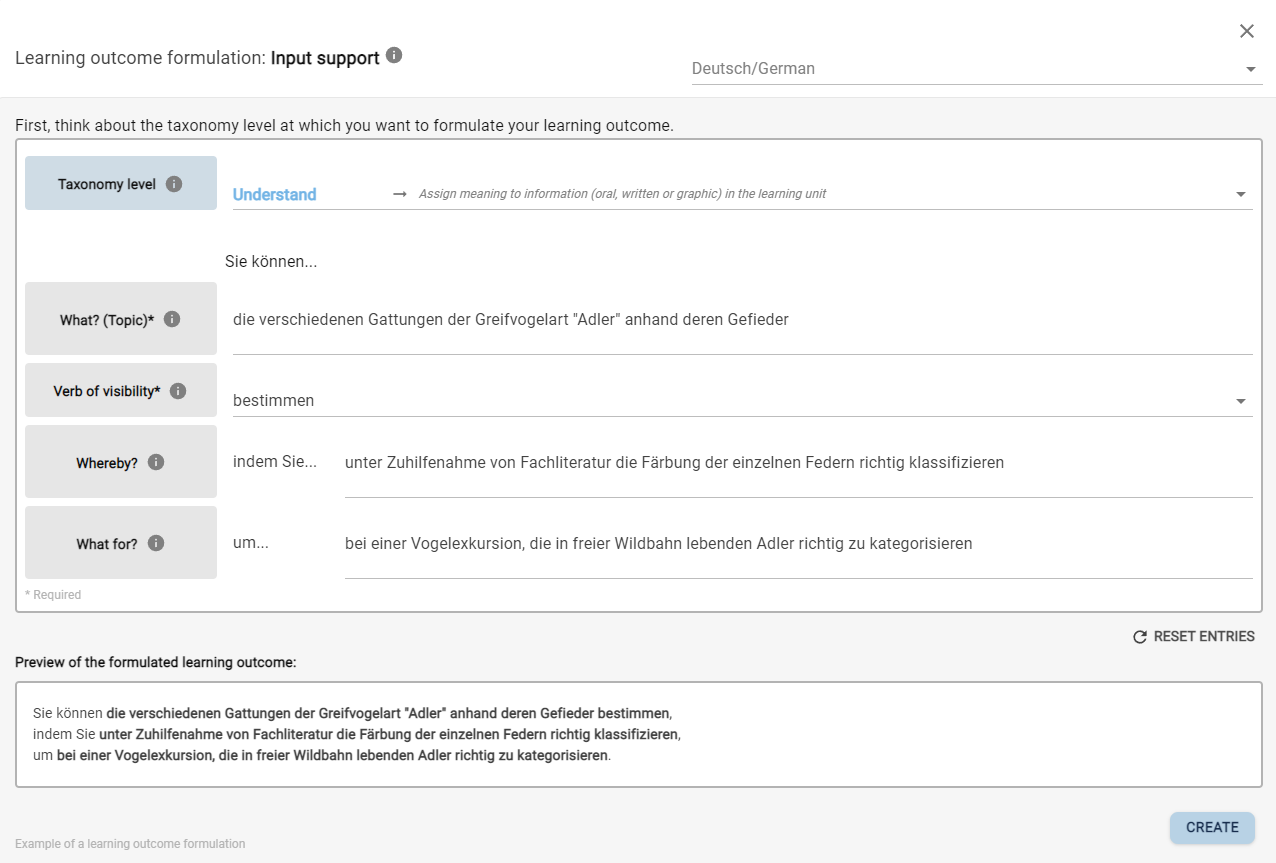 Learning outcome formulation: Input support
Deutsch/German
First, think about the taxonomy level at which you want to formulate your learning outcome.
Taxonomy level
Understand → Assign meaning to information (oral, written or graphic) in the learning unit
Sie können...
What? (Topic)*
die verschiedenen Gattungen der Greifvogelart "Adler" anhand deren Gefieder
Verb of visibility*
bestimmen
Whereby?
indem Sie...
unter Zuhilfenahme von Fachliteratur die Färbung der einzelnen Federn richtig klassifizieren
What for?
um...
bei einer Vogelexkursion, die in freier Wildbahn lebenden Adler richtig zu kategorisieren
* Required
RESET ENTRIES
Preview of the formulated learning outcome:
Sie können die verschiedenen Gattungen der Greifvogelart "Adler" anhand deren Gefieder bestimmen,
indem Sie unter Zuhilfenahme von Fachliteratur die Färbung der einzelnen Federn richtig klassifizieren,
um bei einer Vogelexkursion, die in freier Wildbahn lebenden Adler richtig zu kategorisieren.
CREATE
Example of a learning outcome formulation